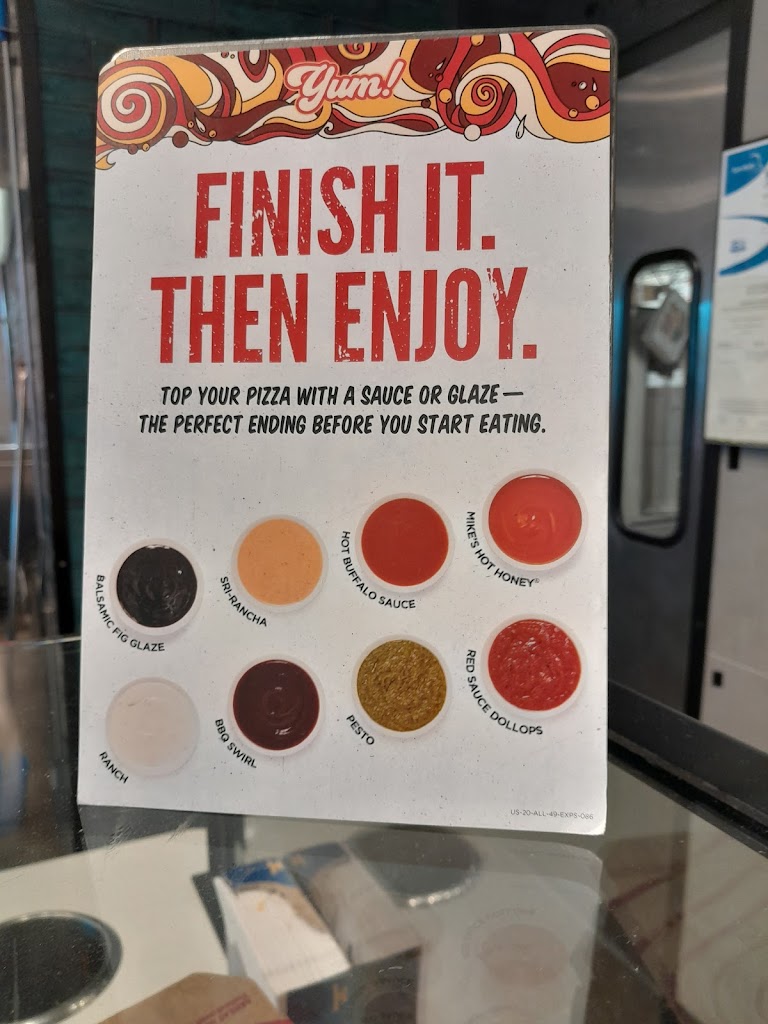 Yum!
FINISH IT.
THEN ENJOY.
TOP YOUR PIZZA WITH A SAUCE OR GLAZE—
THE PERFECT ENDING BEFORE YOU START EATING.
BALSAMIC FIG GLAZE
SRI-RANCHA
HOT BUFFALO SAUCE
MIKE'S HOT HONEY®
RANCH
BBQ SWIRL
PESTO
RED SAUCE DOLLOPS
US-20-ALL-49-EXPS-086